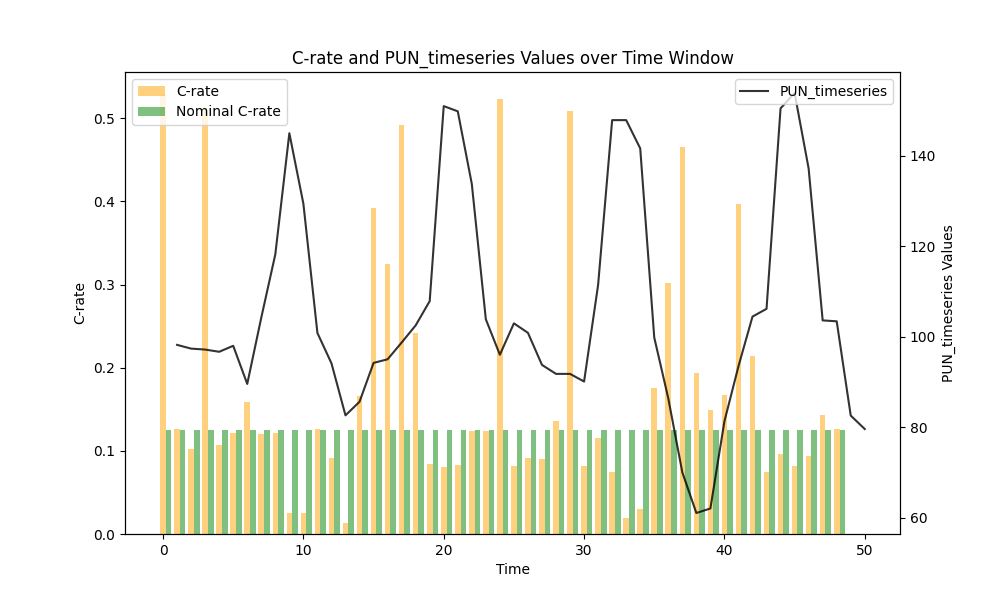 C-rate and PUN_timeseries Values over Time Window
C-rate
Nominal C-rate
PUN_timeseries
0.5
0.4
0.3
0.2
0.1
0.0
C-rate
140
120
100
80
60
PUN_timeseries Values
0 10 20 30 40 50
Time